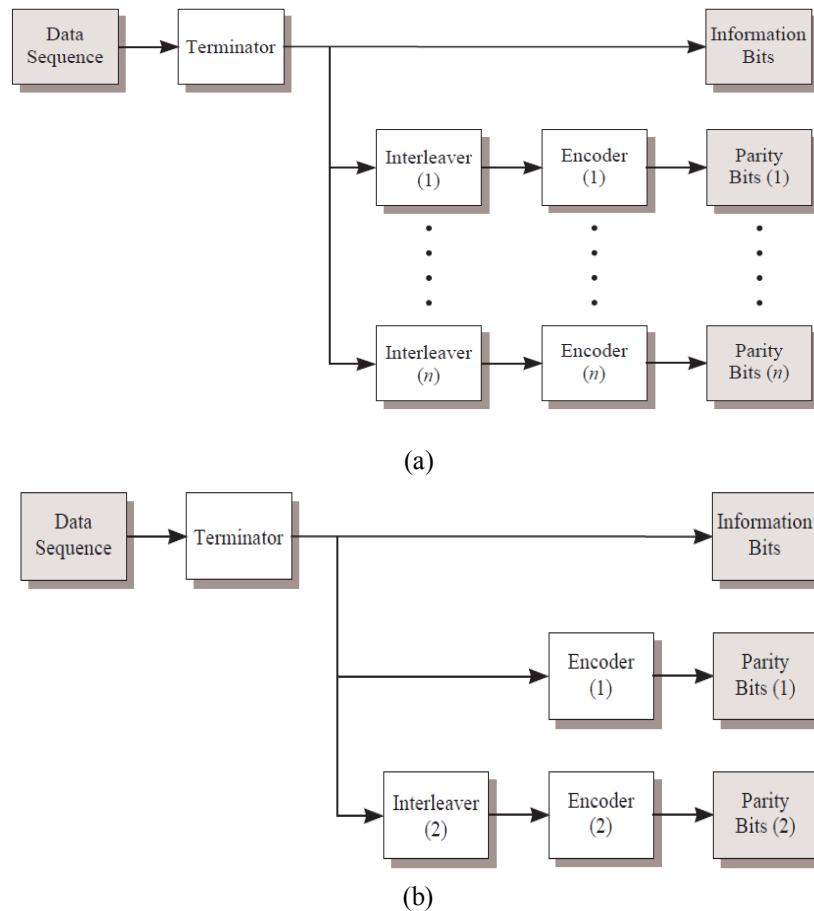 Data
Sequence
Terminator
Information
Bits
Interleaver
(1)
Encoder
(1)
Parity
Bits (1)
Interleaver
(n)
Encoder
(n)
Parity
Bits (n)
(a)
Data
Sequence
Terminator
Information
Bits
Encoder
(1)
Parity
Bits (1)
Interleaver
(2)
Encoder
(2)
Parity
Bits (2)
(b)